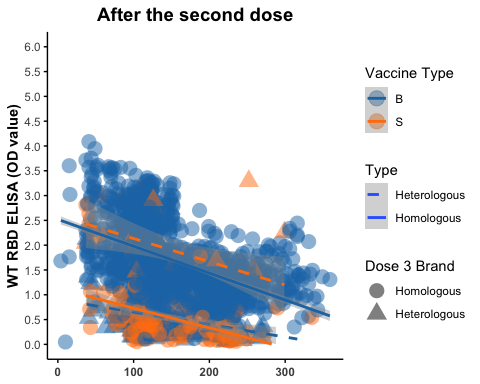 After the second dose
WT RBD ELISA (OD value)
6.0
5.5
5.0
4.5
4.0
3.5
3.0
2.5
2.0
1.5
1.0
0.5
0.0
0 100 200 300
Vaccine Type
B
S
Type
Heterologous
Homologous
Dose 3 Brand
Homologous
Heterologous